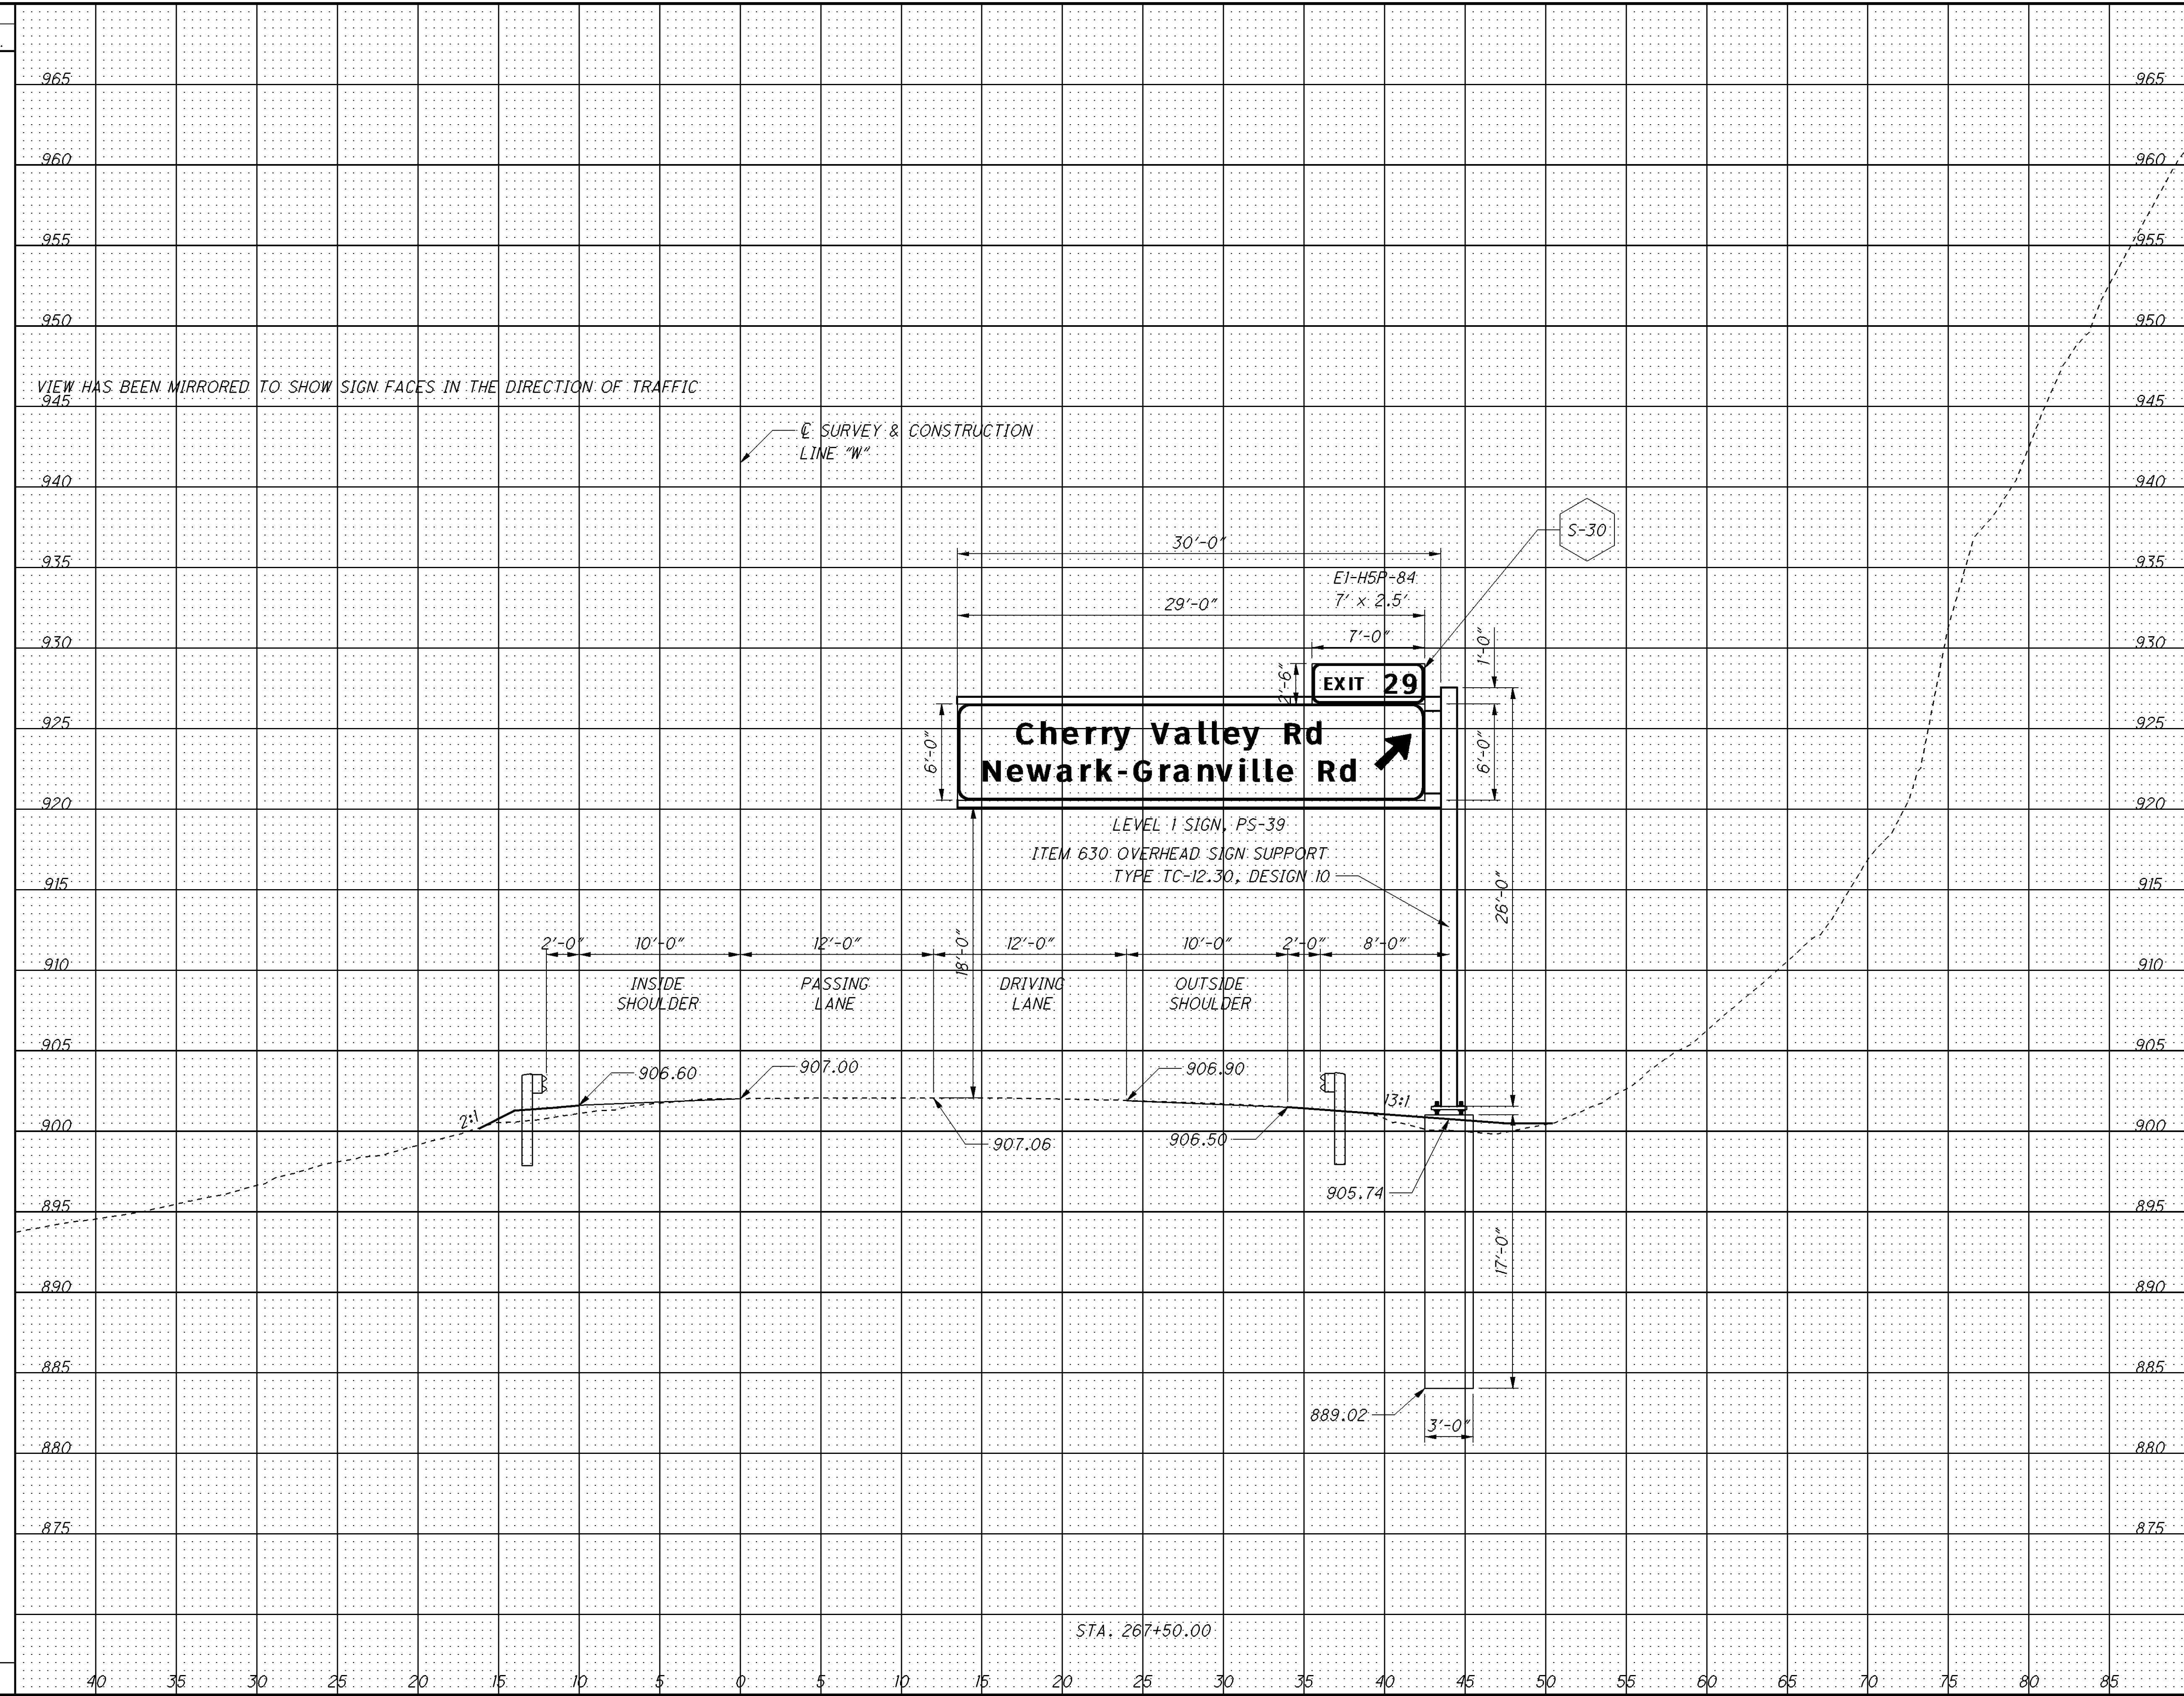 965 965
960 960
955 955
950 950
VIEW HAS BEEN MIRRORED TO SHOW SIGN FACES IN THE DIRECTION OF TRAFFIC
945 945
℄ SURVEY & CONSTRUCTION
LINE "W"
940 940
S-30
30'-0"
935 935
E1-H5P-84
7' x 2.5'
29'-0"
7'-0"
1'-0"
930 930
2'-6"
EXIT 29
925 925
Cherry Valley Rd
Newark-Granville Rd
6'-0" 6'-0"
920 920
LEVEL 1 SIGN, PS-39
ITEM 630 OVERHEAD SIGN SUPPORT
TYPE TC-12.30, DESIGN 10
915 915
26'-0"
2'-0" 10'-0" 12'-0" 12'-0" 10'-0" 2'-0" 8'-0"
18'-0"
910 910
INSIDE
SHOULDER
PASSING
LANE
DRIVING
LANE
OUTSIDE
SHOULDER
905 905
906.60 907.00 906.90
2:1 13:1
900 900
907.06 906.50
905.74
895 895
17'-0"
890 890
885 885
889.02
3'-0"
880 880
875 875
STA. 267+50.00
40 35 30 25 20 15 10 5 0 5 10 15 20 25 30 35 40 45 50 55 60 65 70 75 80 85